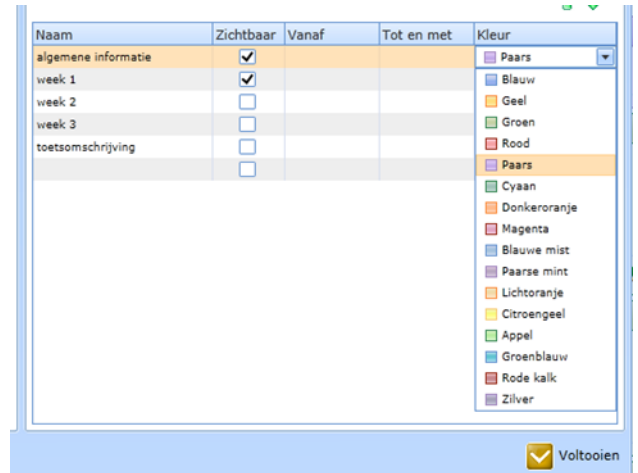 Naam Zichtbaar Vanaf Tot en met Kleur
algemene informatie Paars
week 1 Blauw
week 2 Geel
week 3 Groen
toetsomschrijving Rood
Paars
Cyaan
Donkeroranje
Magenta
Blauwe mist
Paarse mint
Lichtoranje
Citroengeel
Appel
Groenblauw
Rode kalk
Zilver
Voltooien